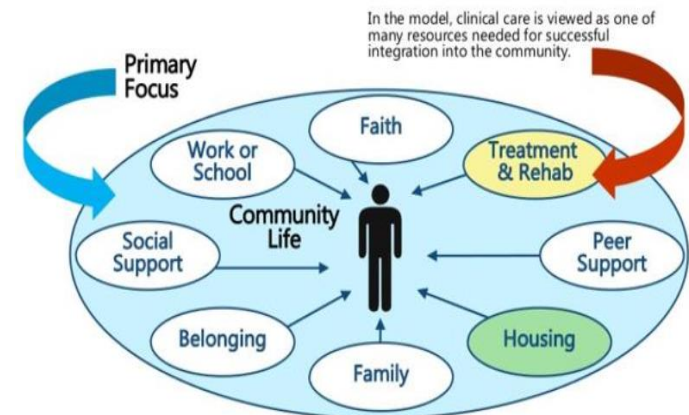 In the model, clinical care is viewed as one of
many resources needed for successful
integration into the community.
Primary
Focus
Faith
Work or
School
Treatment
& Rehab
Community
Life
Social
Support
Peer
Support
Belonging
Housing
Family